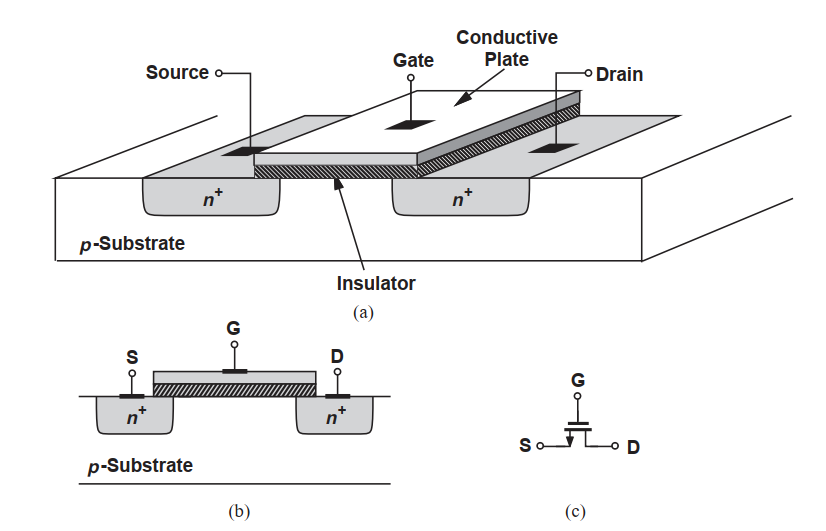 Conductive
Plate
Gate
Source
Drain
n+
n+
p-Substrate
Insulator
(a)
G
S
D
n+
n+
p-Substrate
(b)
G
S
D
(c)